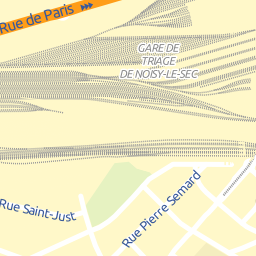 Rue de Paris
GARE DE
TRIAGE
DE NOISY-LE-SEC
Rue Pierre Semard
Rue Saint-Just